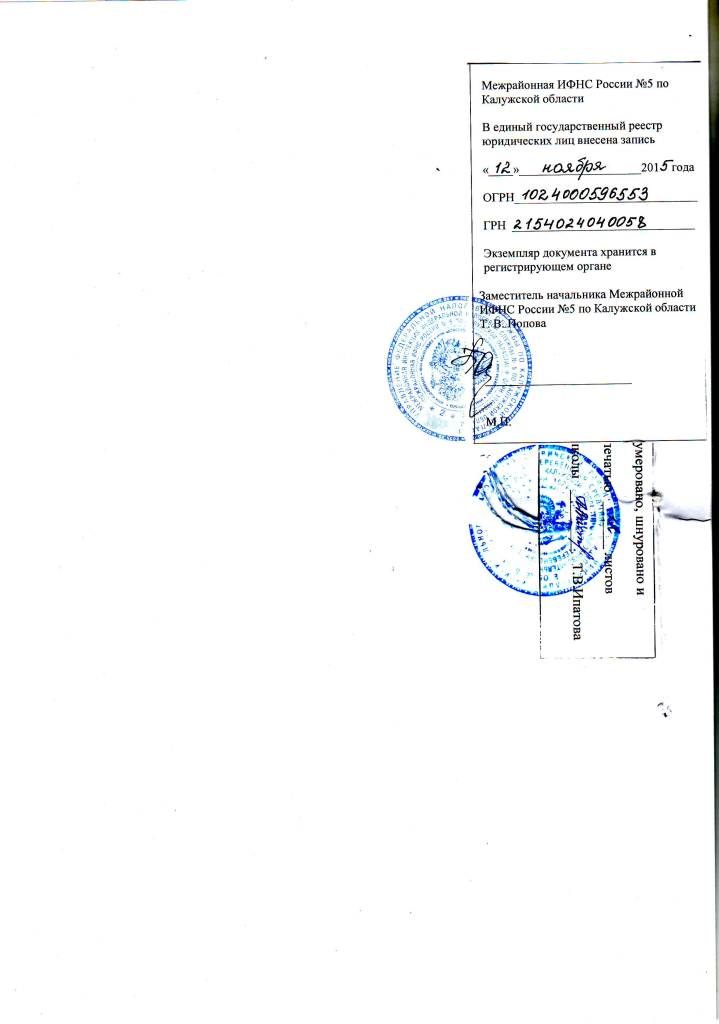 Межрайонная ИФНС России №5 по
Калужской области
В единый государственный реестр
юридических лиц внесена запись
«12» ноября 2015 года
ОГРН 1024000596553
ГРН 2154024040058
Экземпляр документа хранится в
регистрирующем органе
Заместитель начальника Межрайонной
ИФНС России №5 по Калужской области
Т. В. Попова
М.П.
умеровано, шнуровано и
печатью листов
школы Т.В.Ипатова